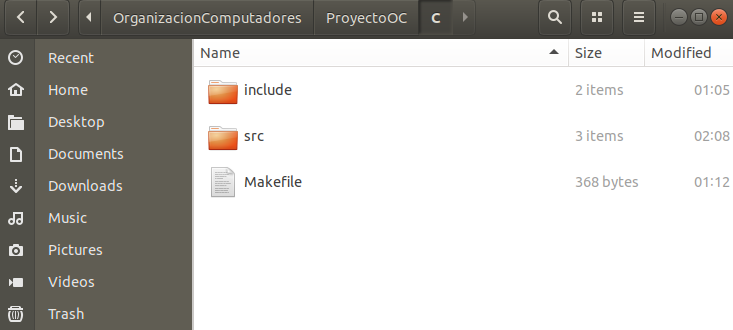 OrganizacionComputadores ProyectoOC C
Name Size Modified
Recent
Home
Desktop
Documents
Downloads
Music
Pictures
Videos
Trash
include 2 items 01:05
src 3 items 02:08
Makefile 368 bytes 01:12